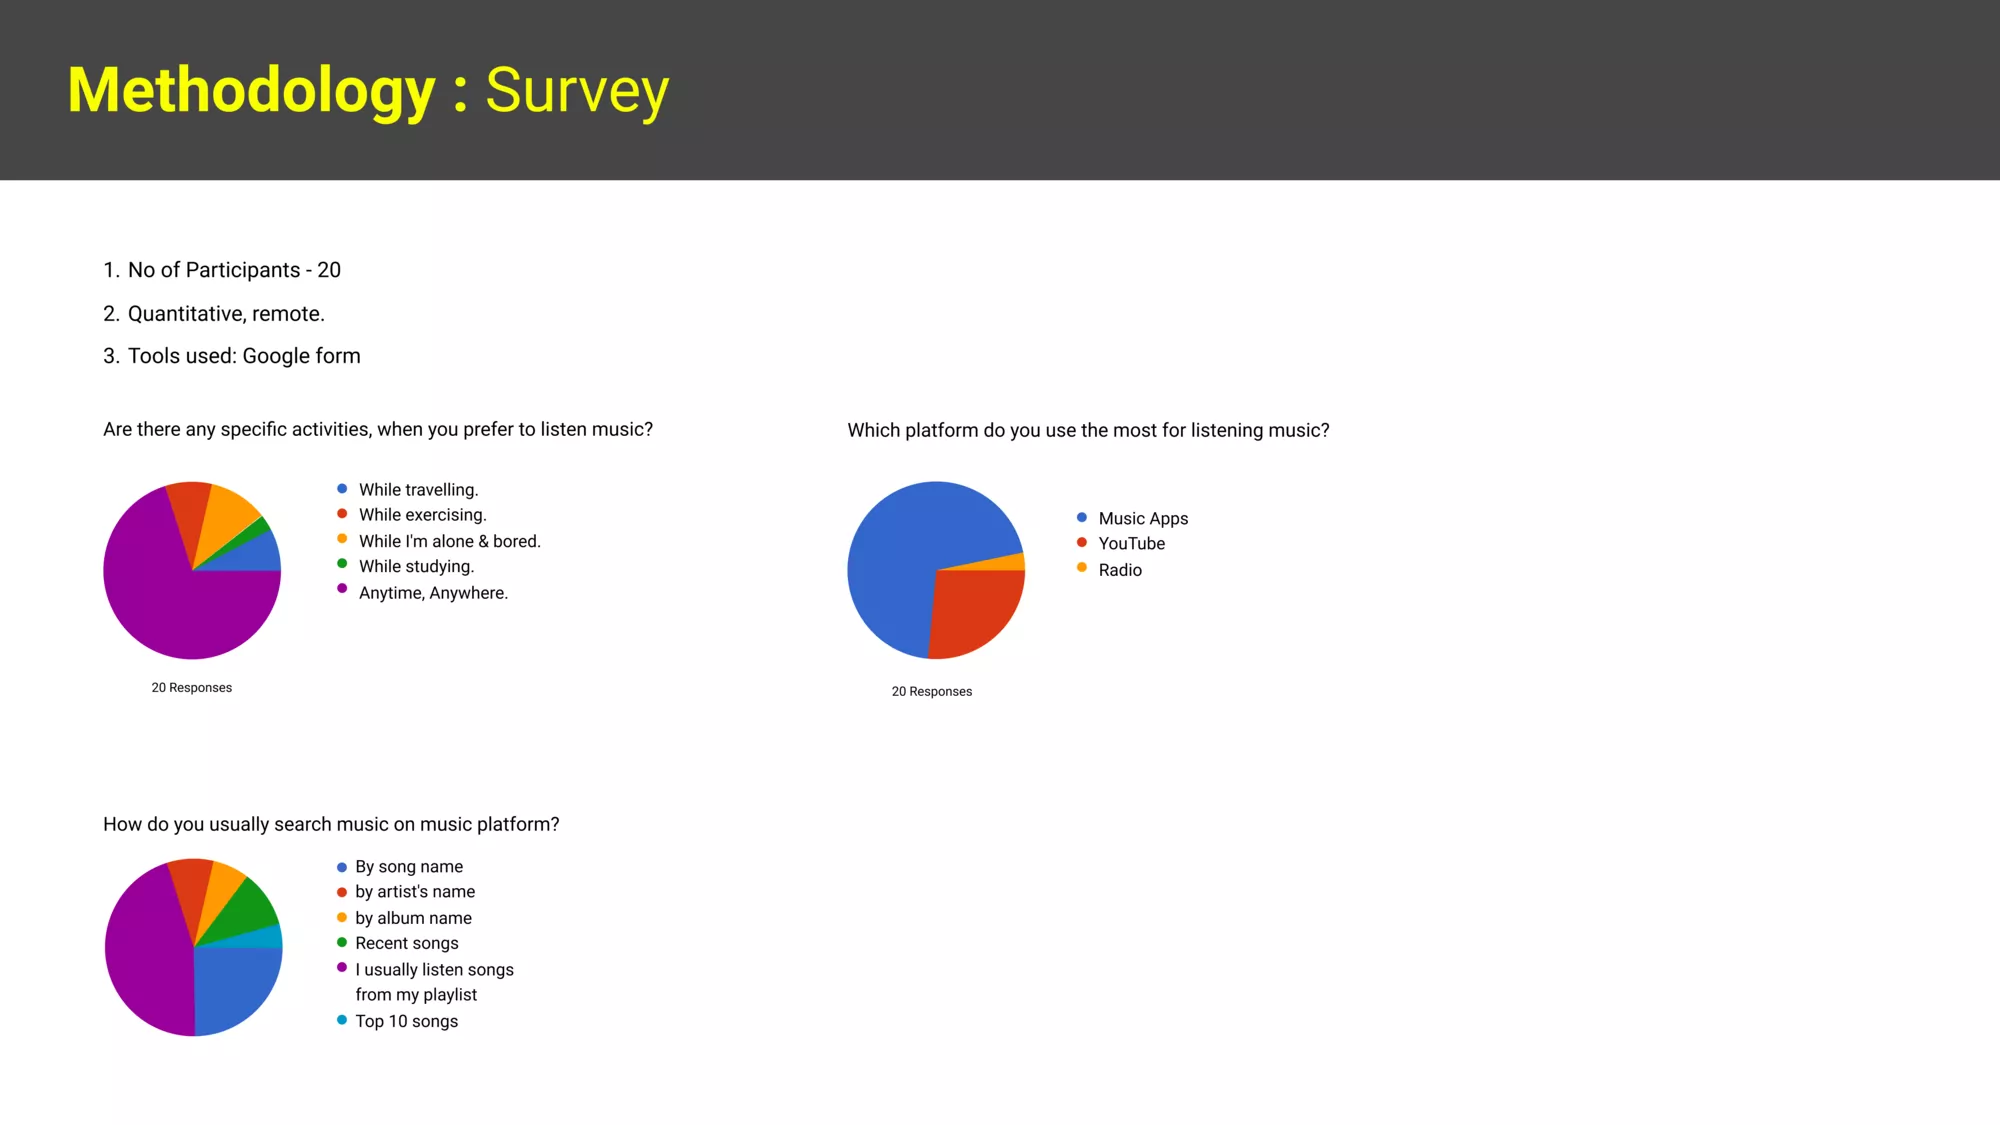 Methodology : Survey
1. No of Participants - 20
2. Quantitative, remote.
3. Tools used: Google form
Are there any specific activities, when you prefer to listen music?
While travelling.
While exercising.
While I'm alone & bored.
While studying.
Anytime, Anywhere.
20 Responses
Which platform do you use the most for listening music?
Music Apps
YouTube
Radio
20 Responses
How do you usually search music on music platform?
By song name
by artist's name
by album name
Recent songs
I usually listen songs
from my playlist
Top 10 songs